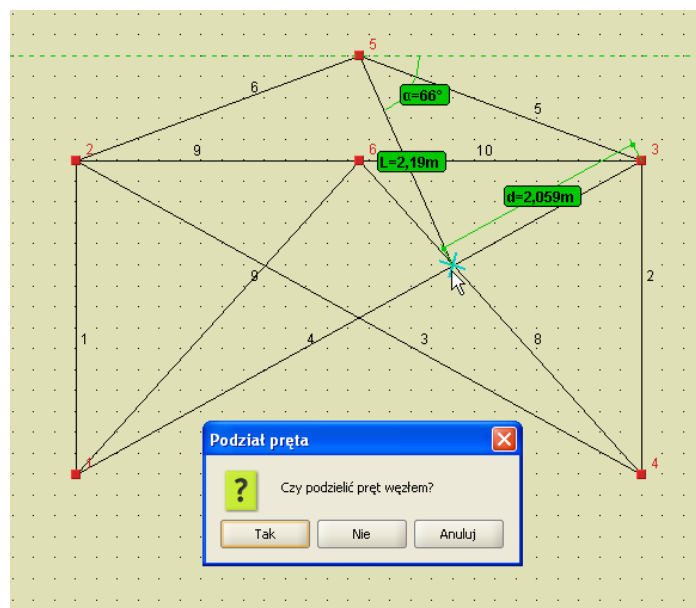 5
6
α=66°
5
2
9
6
L=2,19m
10
3
d=2,059m
9
2
1
4
3
8
1
4
Podział pręta
?
Czy podzielić pręt węzłem?
Tak
Nie
Anuluj